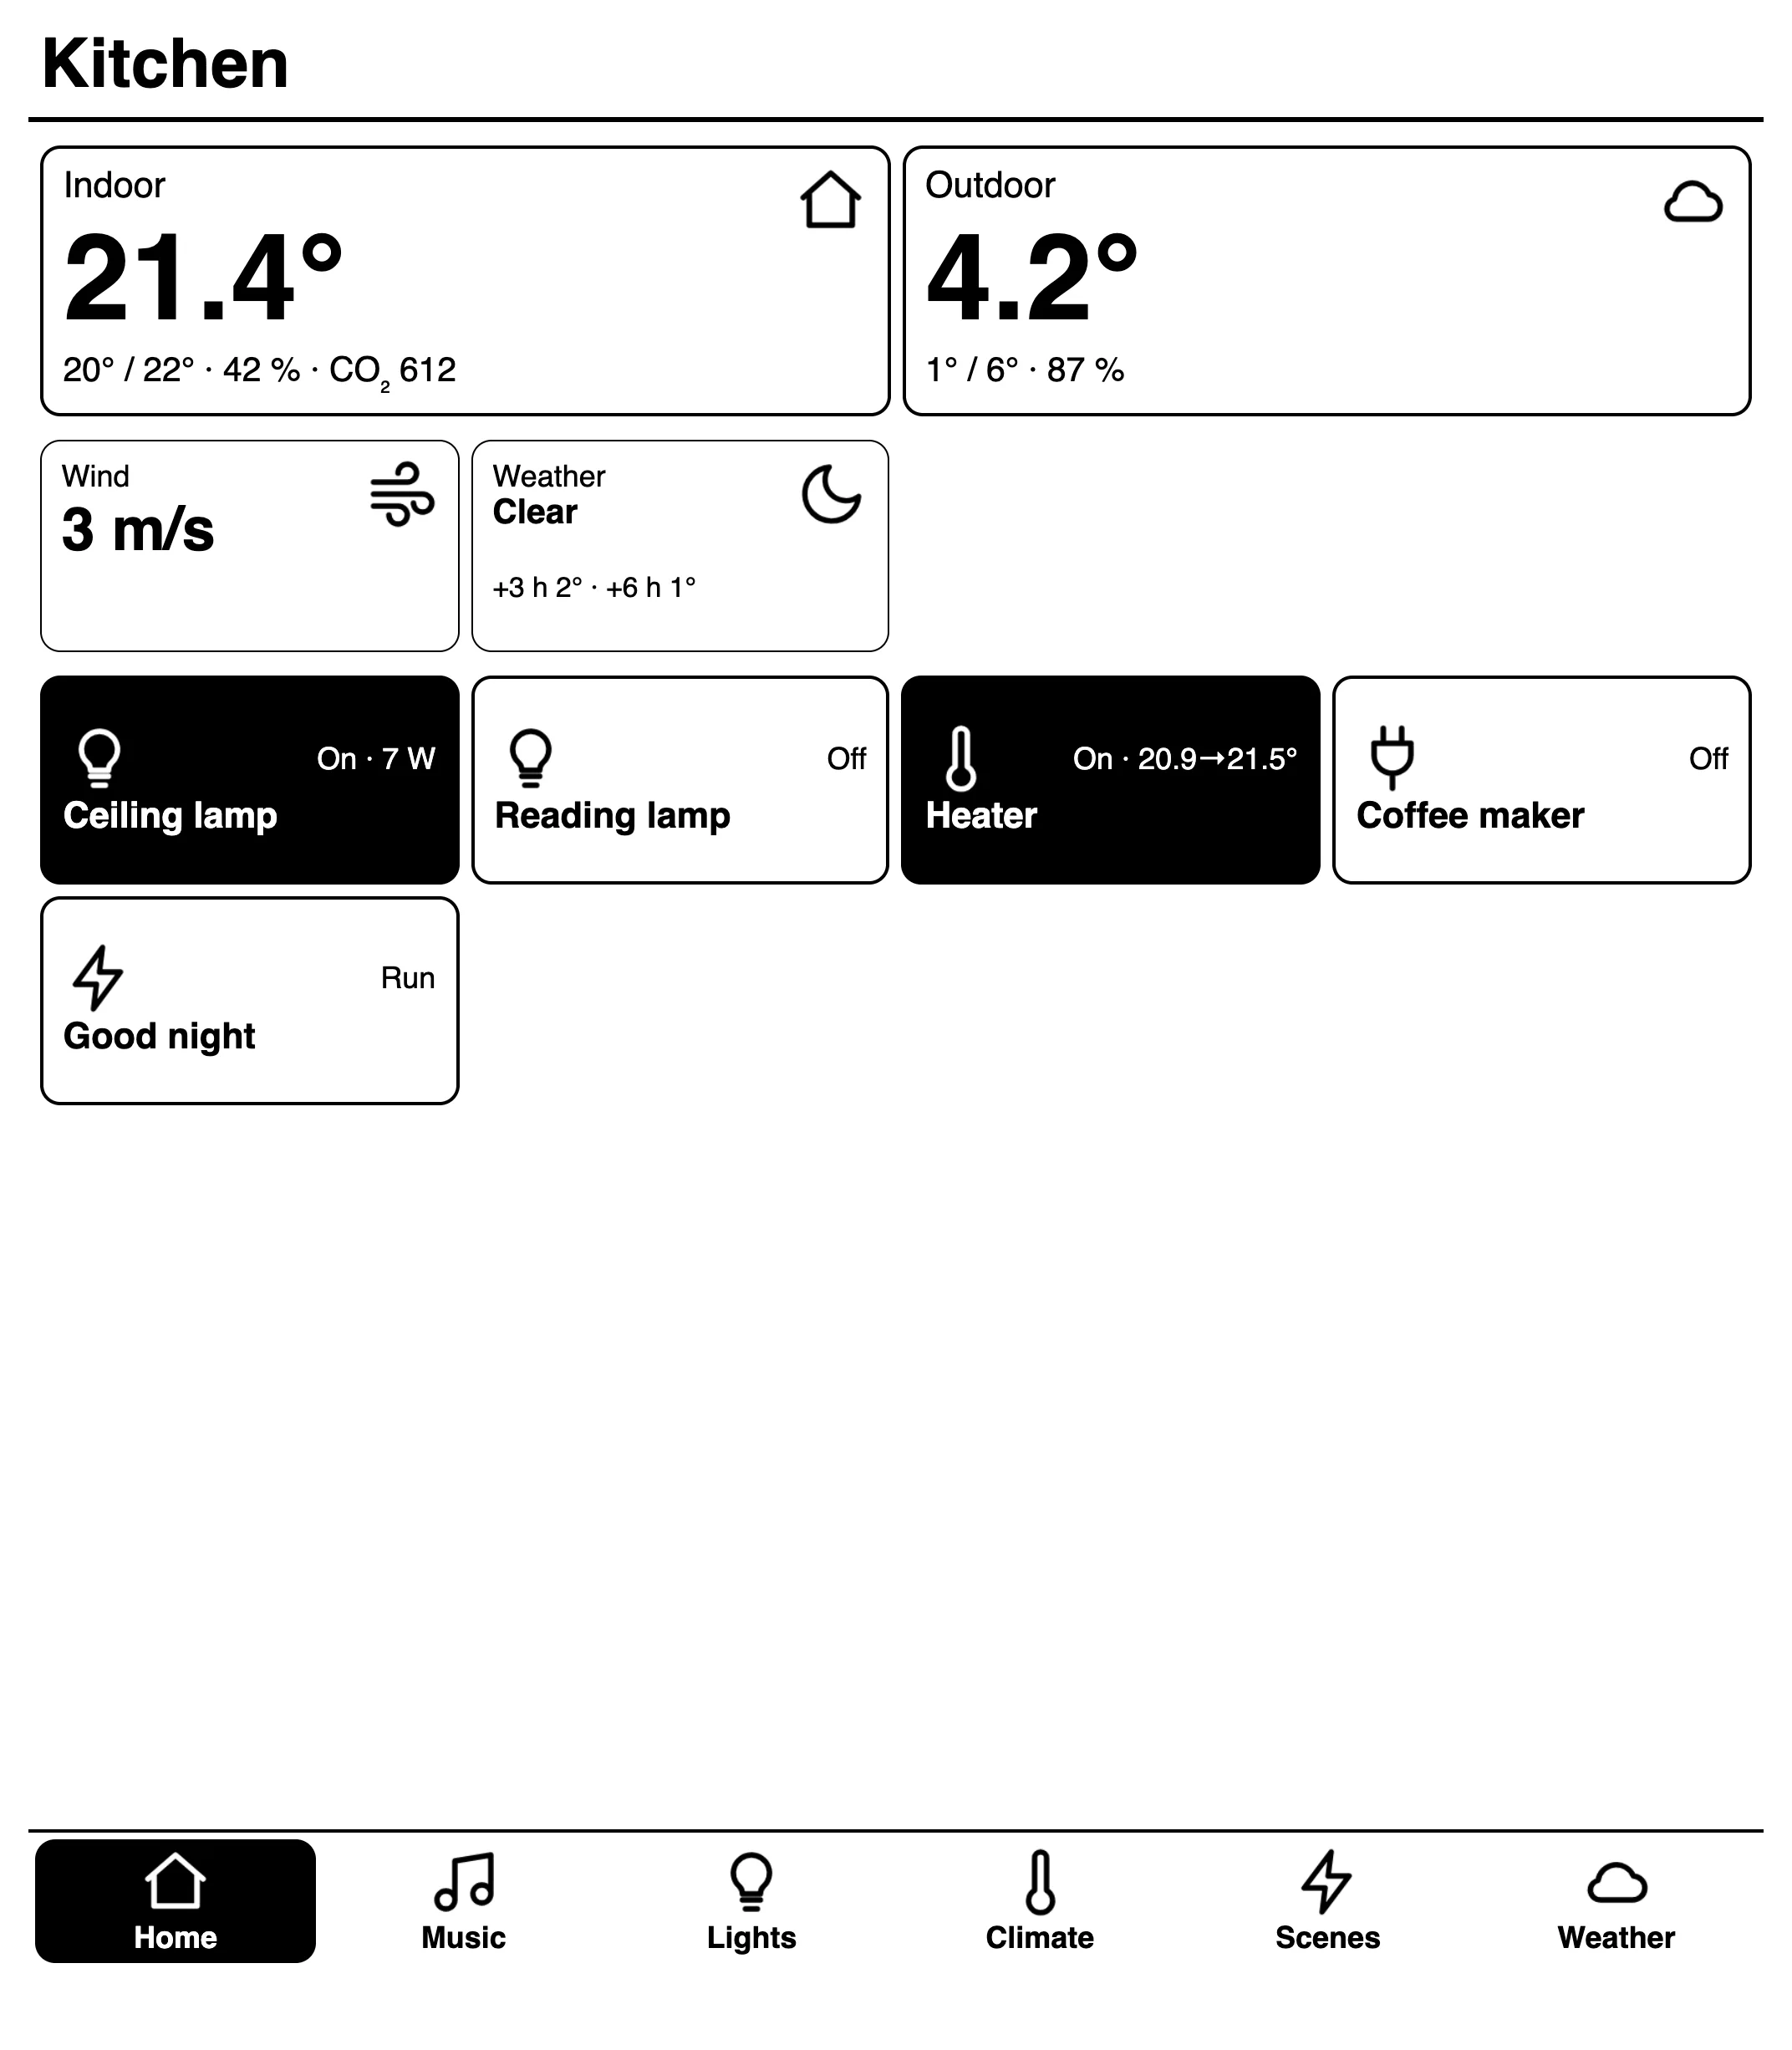 Kitchen
Indoor
21.4°
20° / 22° · 42 % · CO₂ 612
Outdoor
4.2°
1° / 6° · 87 %
Wind
3 m/s
Weather
Clear
+3 h 2° · +6 h 1°
On · 7 W
Ceiling lamp
Off
Reading lamp
On · 20.9→21.5°
Heater
Off
Coffee maker
Run
Good night
Home
Music
Lights
Climate
Scenes
Weather